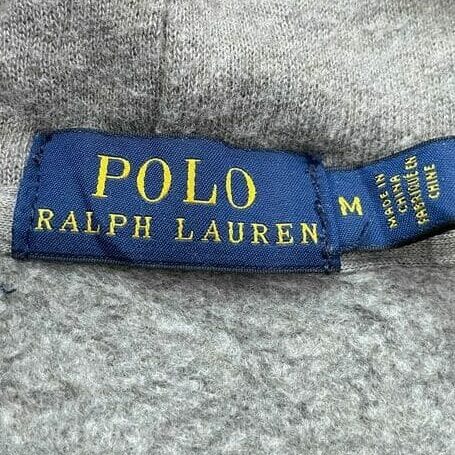 POLO
RALPH LAUREN
M
MADE IN
CHINA
FABRIQUÉ EN
CHINE